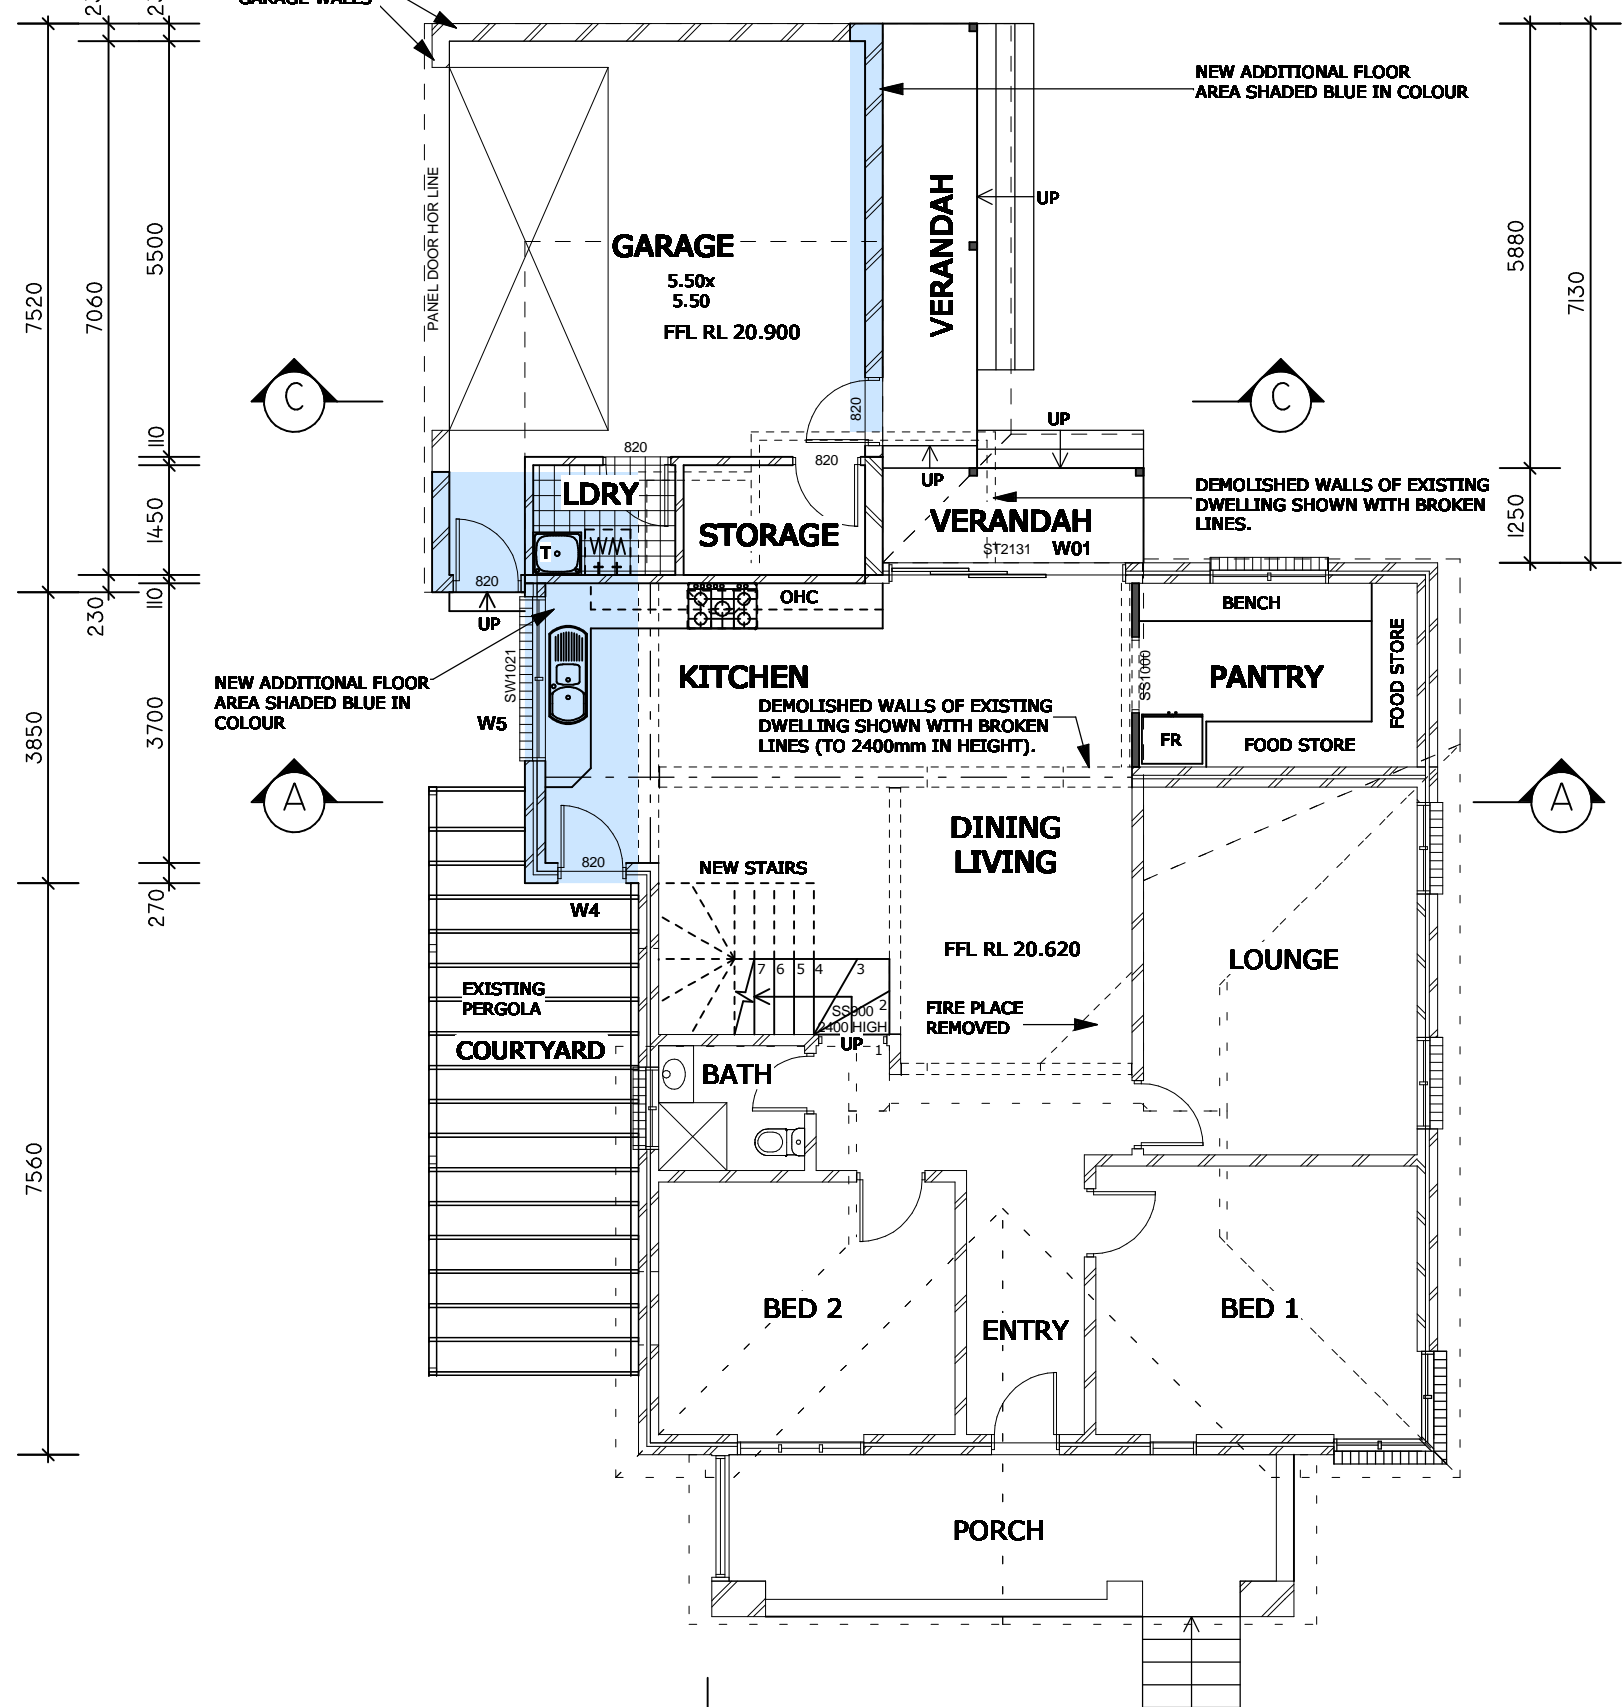 GARAGE WALLS
NEW ADDITIONAL FLOOR
AREA SHADED BLUE IN COLOUR
PANEL DOOR HOR LINE
GARAGE
5.50x
5.50
FFL RL 20.900
VERANDAH
UP
7520
7060
5500
5880
7130
C
C
820
UP
110
820
820
UP
LDRY
STORAGE
VERANDAH
ST2131
W01
DEMOLISHED WALLS OF EXISTING
DWELLING SHOWN WITH BROKEN
LINES.
1450
1250
T
WM
820
UP
OHC
230
110
BENCH
FOOD STORE
SW1021
KITCHEN
SS1000
PANTRY
NEW ADDITIONAL FLOOR
AREA SHADED BLUE IN
COLOUR
W5
DEMOLISHED WALLS OF EXISTING
DWELLING SHOWN WITH BROKEN
LINES (TO 2400mm IN HEIGHT).
FR
FOOD STORE
3850
3700
A
A
DINING
LIVING
820
NEW STAIRS
270
W4
FFL RL 20.620
LOUNGE
7 6 5 4 3
2
1
SS900
2400 HIGH
UP
EXISTING
PERGOLA
FIRE PLACE
REMOVED
COURTYARD
BATH
7560
BED 2
ENTRY
BED 1
PORCH